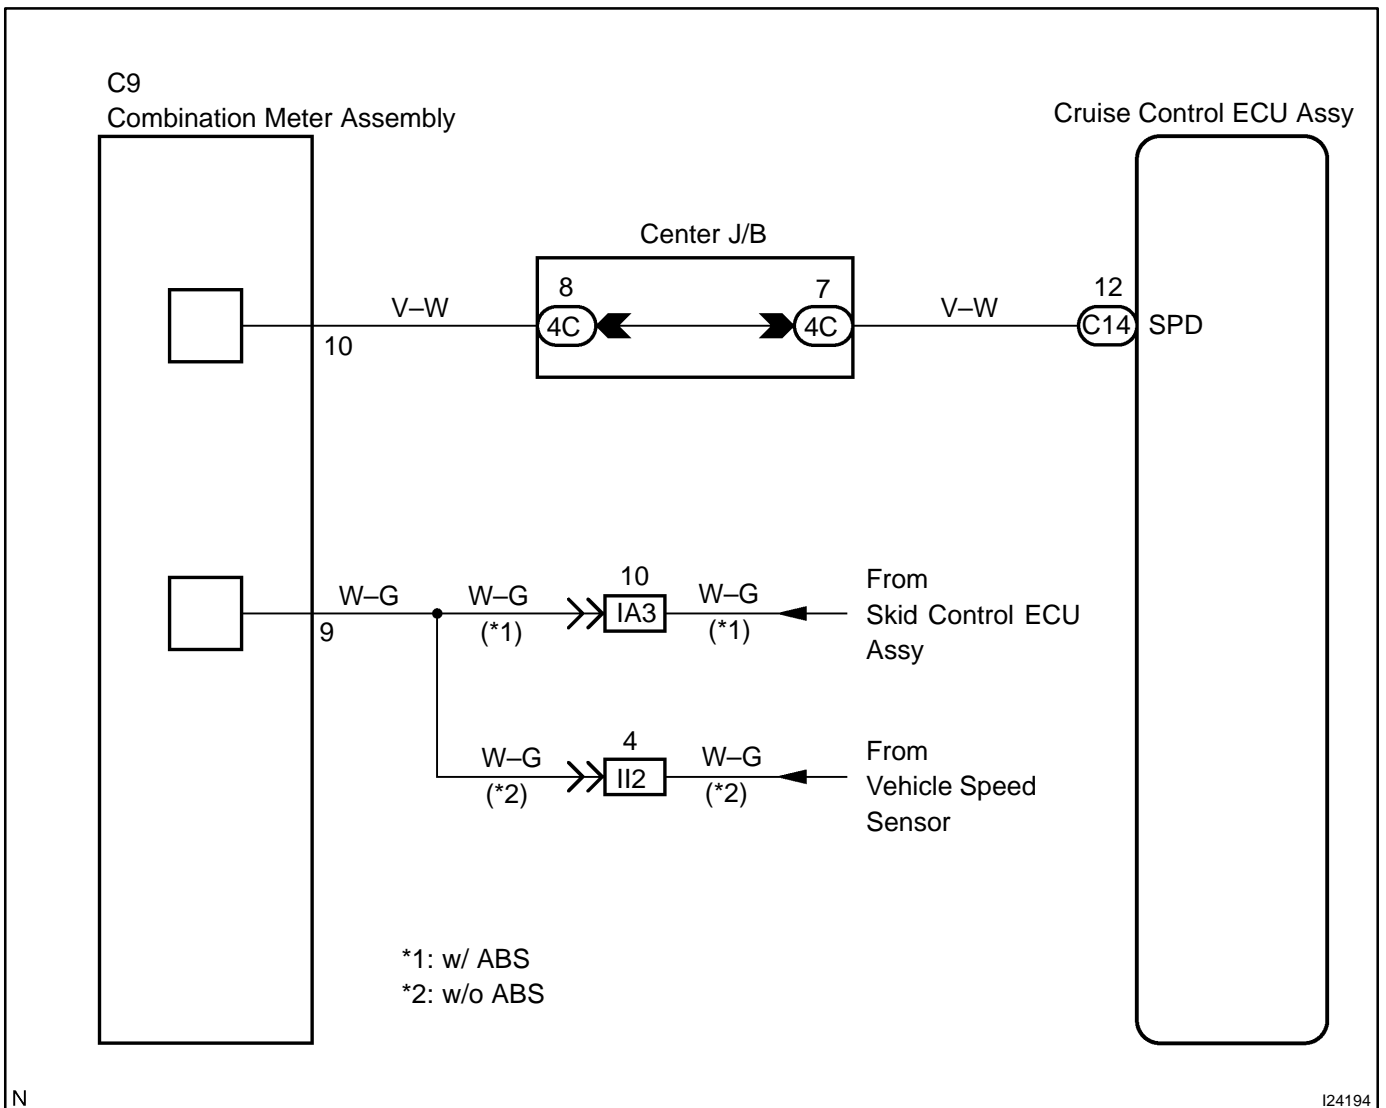 C9
Combination Meter Assembly
Cruise Control ECU Assy
Center J/B
V–W
10
8
4C
7
4C
V–W
12
C14
SPD
W–G
9
W–G
(*1)
10
IA3
W–G
(*1)
From
Skid Control ECU
Assy
W–G
(*2)
4
II2
W–G
(*2)
From
Vehicle Speed
Sensor
*1: w/ ABS
*2: w/o ABS
N
I24194